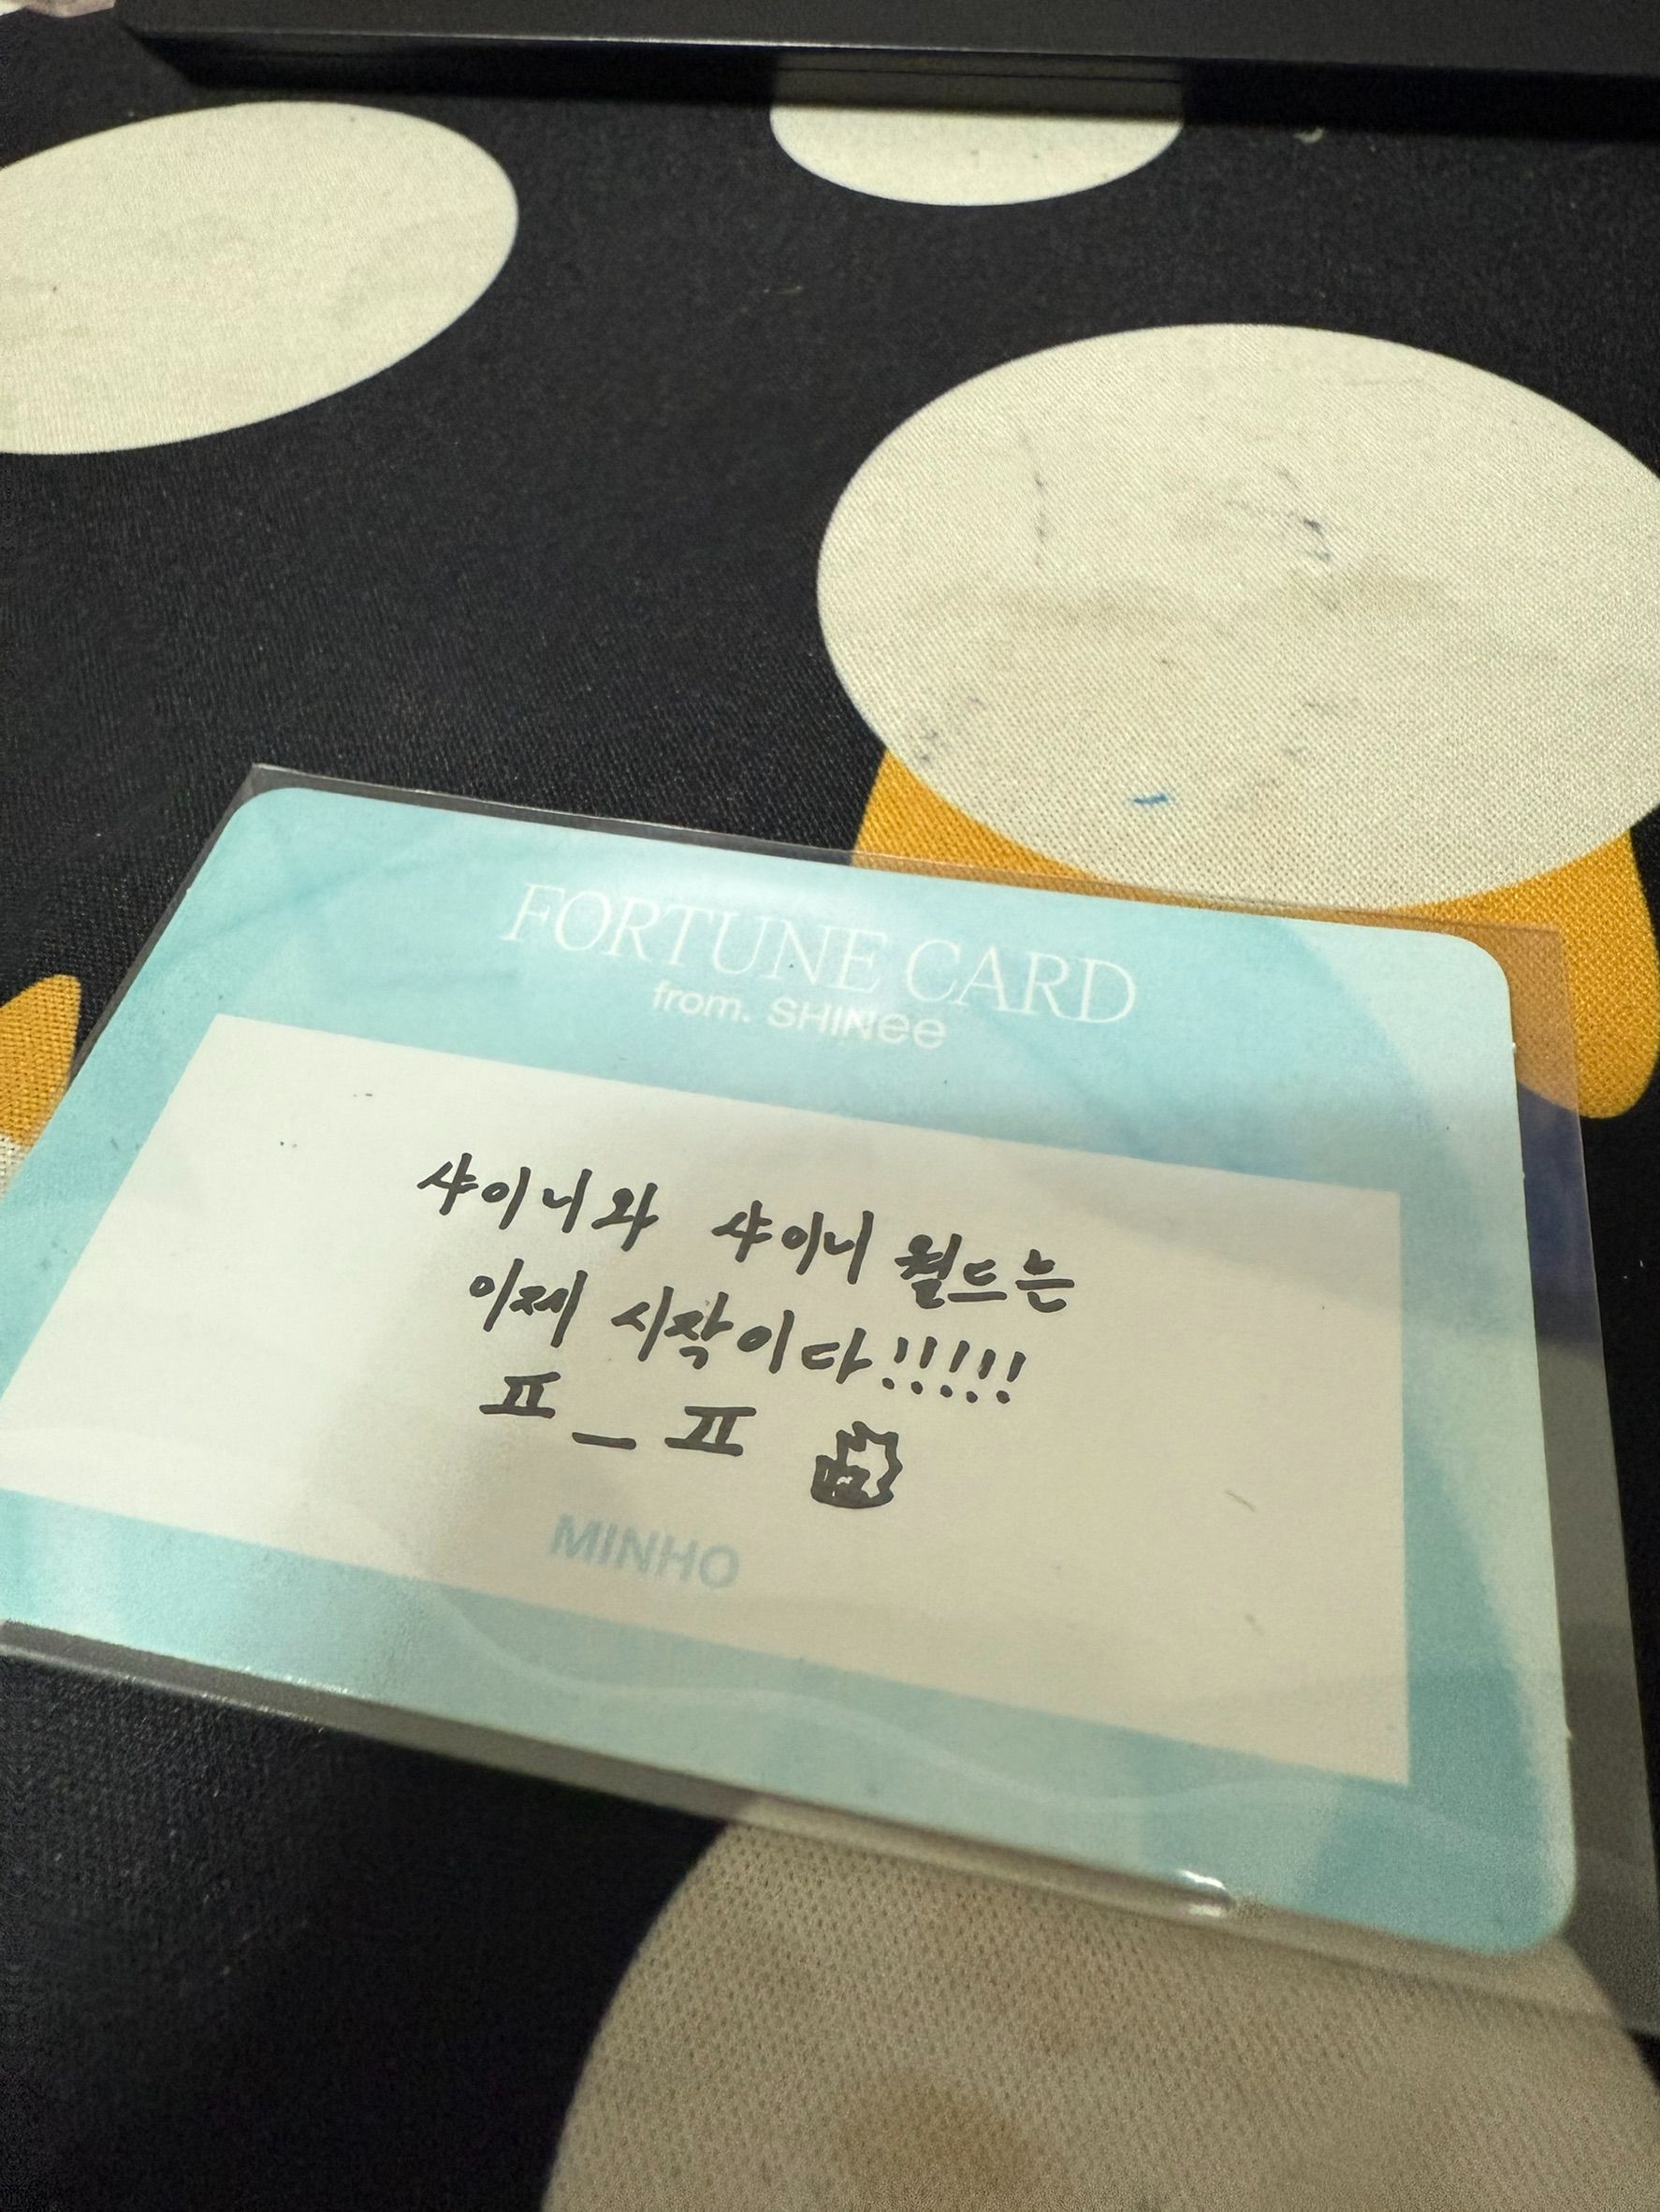 FORTUNE CARD
from. SHINee
샤이니와 샤이니 월드는
이제 시작이다!!!!!
ㅍ_ㅍ
MINHO